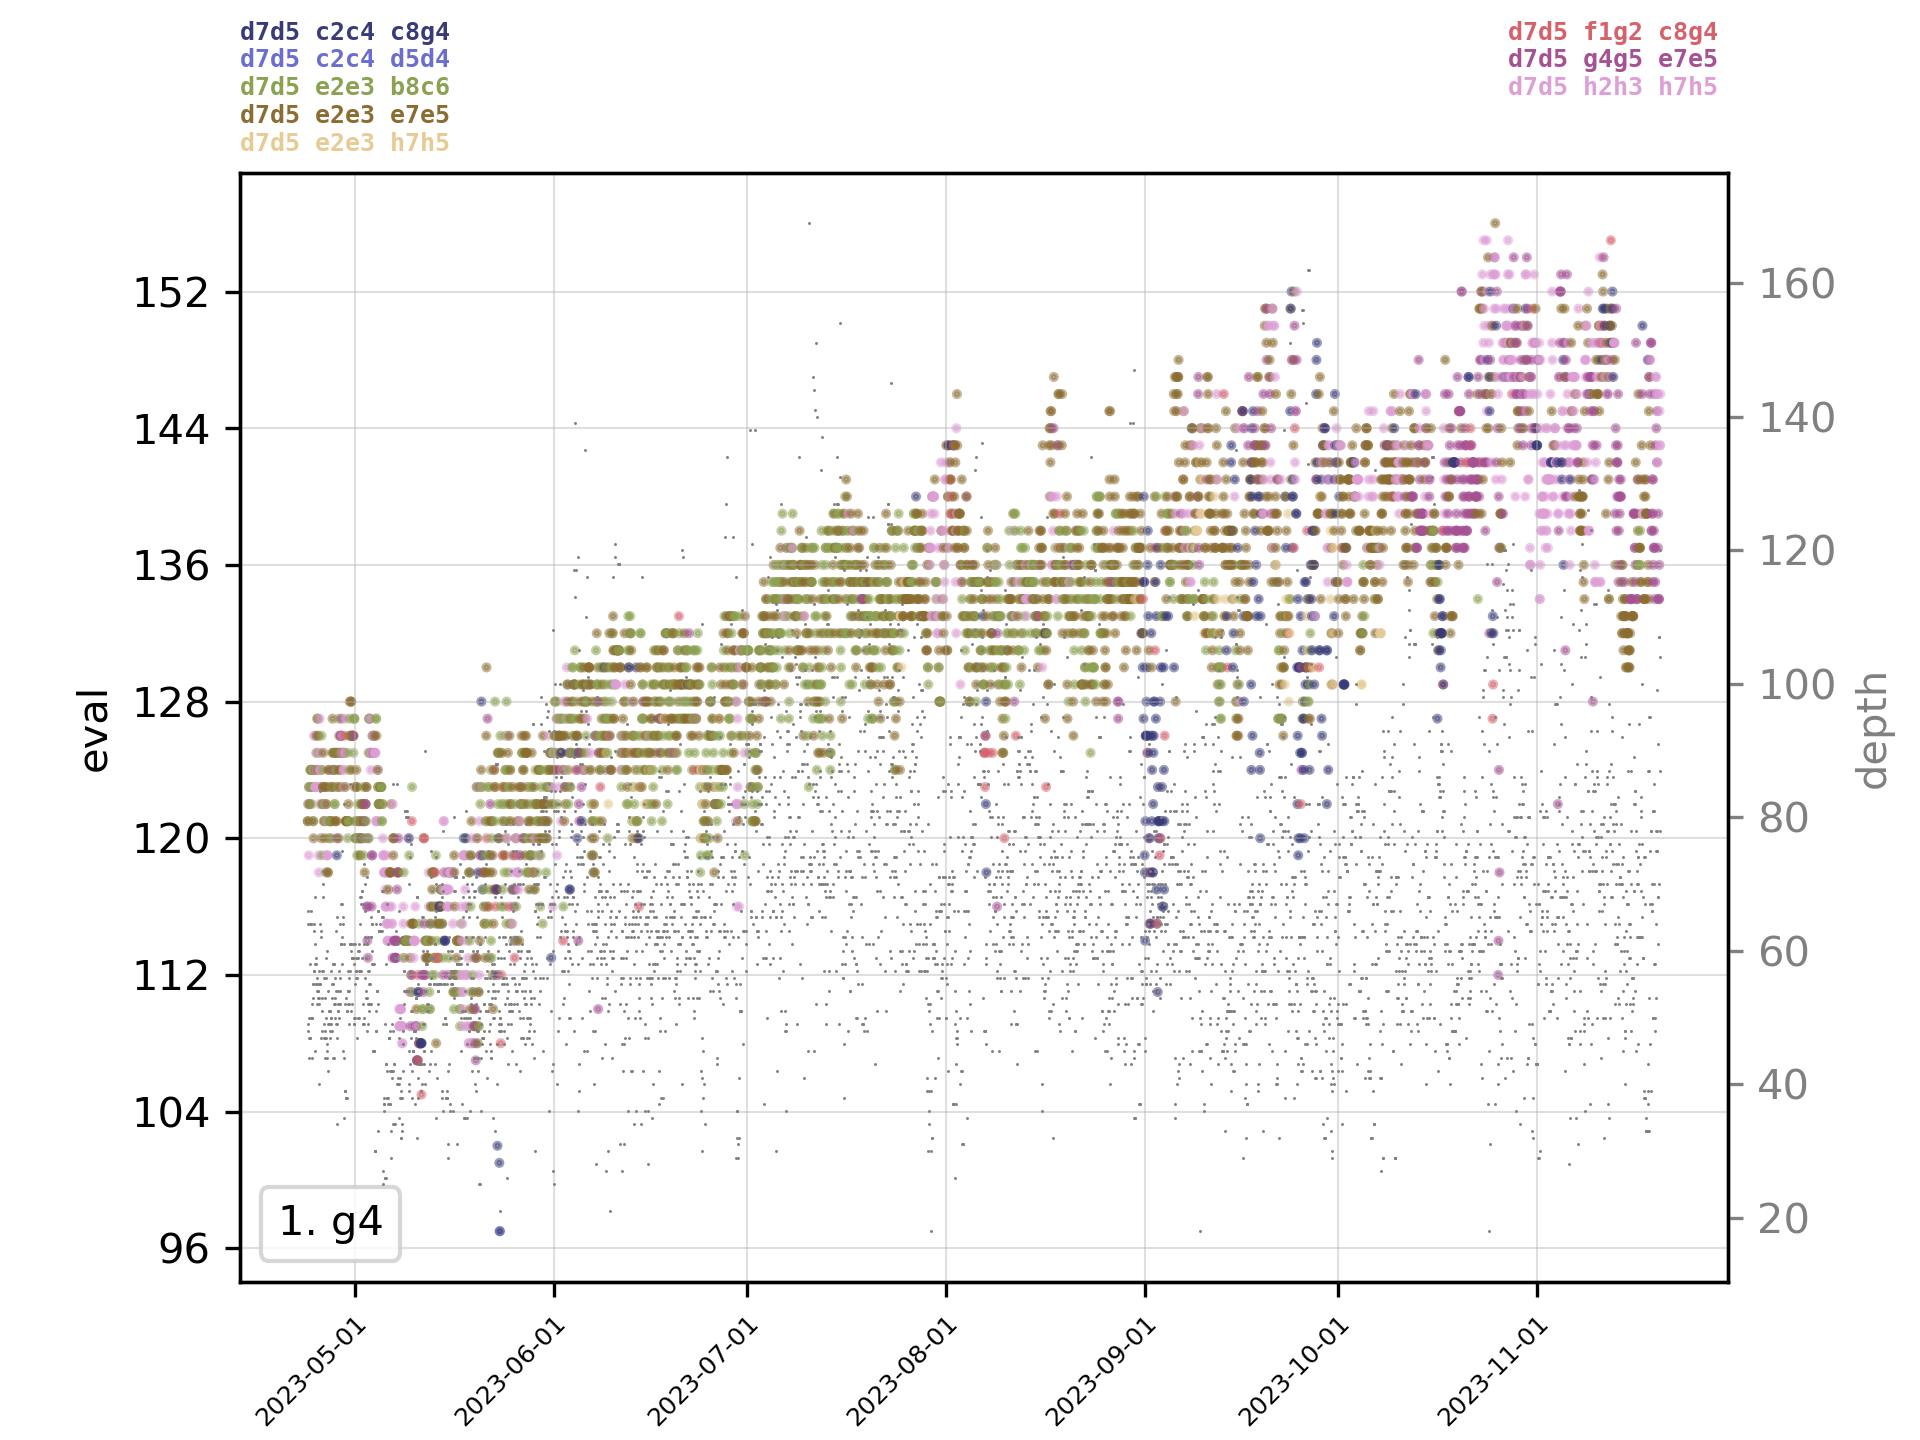 d7d5 c2c4 c8g4
d7d5 c2c4 d5d4
d7d5 e2e3 b8c6
d7d5 e2e3 e7e5
d7d5 e2e3 h7h5
d7d5 f1g2 c8g4
d7d5 g4g5 e7e5
d7d5 h2h3 h7h5
152
144
136
128
120
112
104
96
eval
160
140
120
100
80
60
40
20
depth
1. g4
2023-05-01
2023-06-01
2023-07-01
2023-08-01
2023-09-01
2023-10-01
2023-11-01